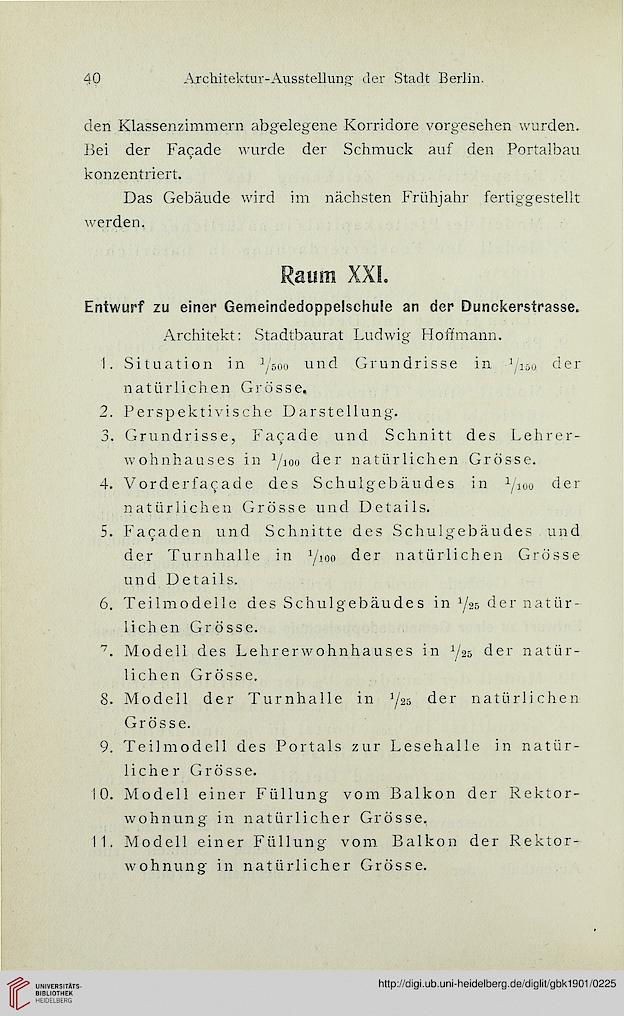 40 Architektur-Ausstellung der Stadt Berlin.
den Klassenzimmern abgelegene Korridore vorgesehen wurden.
Bei der Façade wurde der Schmuck auf den Portalbau
konzentriert.
Das Gebäude wird im nächsten Frühjahr fertiggestellt
werden.
Raum XXI.
Entwurf zu einer Gemeindedoppelschule an der Dunckerstrasse.
Architekt: Stadtbaurat Ludwig Hoffmann.
1. Situation in 1/500 und Grundrisse in 1/150 der
natürlichen Grösse.
2. Perspektivische Darstellung.
3. Grundrisse, Façade und Schnitt des Lehrer-
wohnhauses in 1/100 der natürlichen Grösse.
4. Vorderfaçade des Schulgebäudes in 1/100 der
natürlichen Grösse und Details.
5. Façaden und Schnitte des Schulgebäudes und
der Turnhalle in 1/100 der natürlichen Grösse
und Details.
6. Teilmodelle des Schulgebäudes in 1/25 der natür-
lichen Grösse.
7. Modell des Lehrerwohnhauses in 1/25 der natür-
lichen Grösse.
8. Modell der Turnhalle in 1/25 der natürlichen
Grösse.
9. Teilmodell des Portals zur Lesehalle in natür-
licher Grösse.
10. Modell einer Füllung vom Balkon der Rektor-
wohnung in natürlicher Grösse.
11. Modell einer Füllung vom Balkon der Rektor-
wohnung in natürlicher Grösse.
UNIVERSITÄTS-
BIBLIOTHEK
HEIDELBERG
http://digi.ub.uni-heidelberg.de/diglit/gbk1901/0225